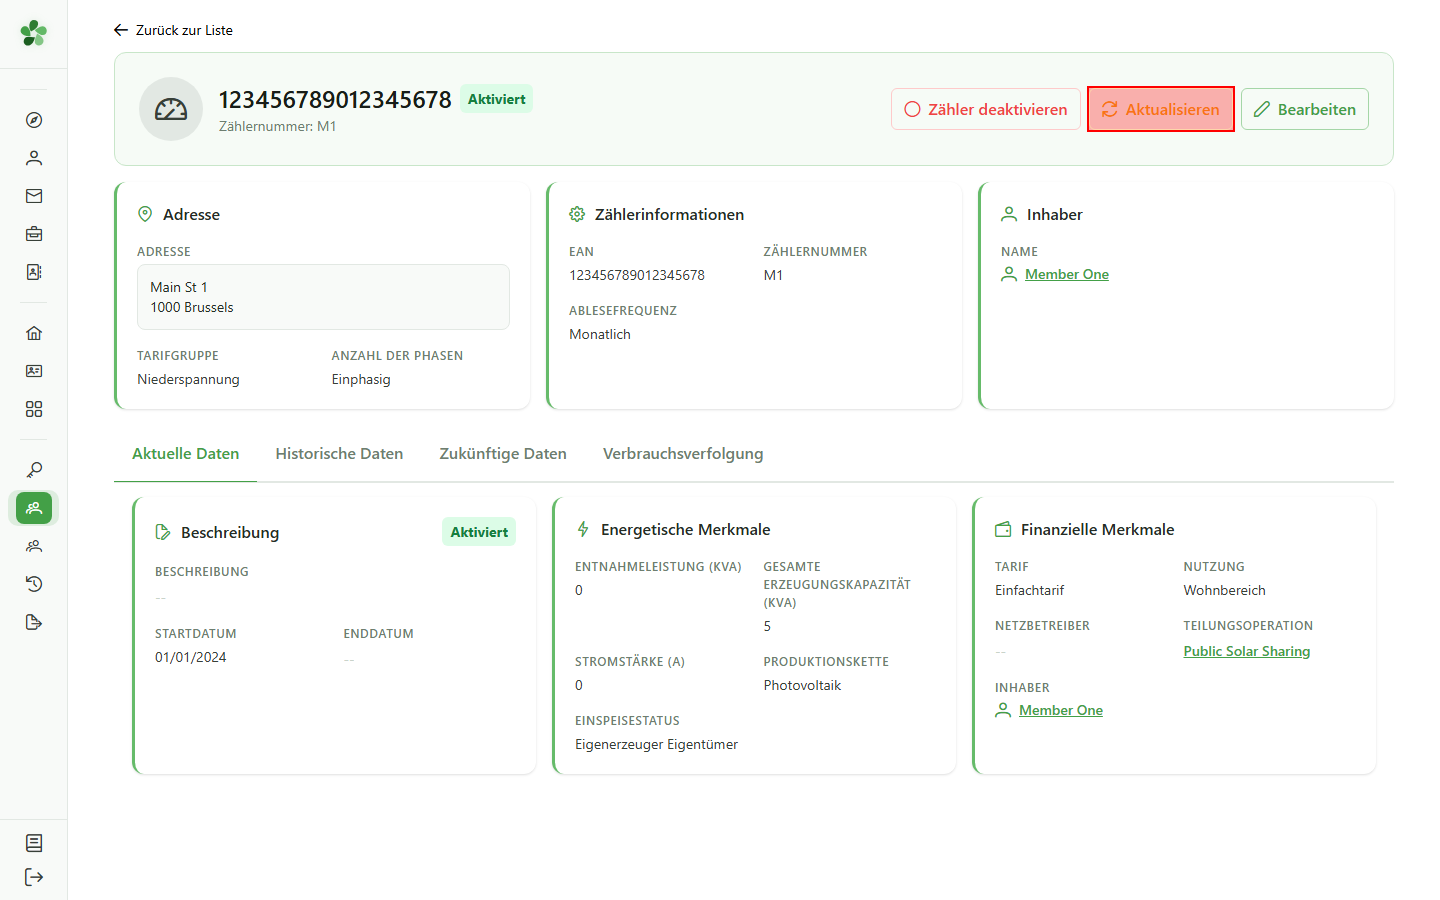 Zurück zur Liste
123456789012345678
Aktiviert
Zählernummer: M1
Zähler deaktivieren
Aktualisieren
Bearbeiten
Adresse
ADRESSE
Main St 1
1000 Brussels
TARIFGRUPPE
ANZAHL DER PHASEN
Niederspannung
Einphasig
Zählerinformationen
EAN
ZÄHLERNUMMER
123456789012345678
M1
ABLESEFREQUENZ
Monatlich
Inhaber
NAME
Member One
Aktuelle Daten
Historische Daten
Zukünftige Daten
Verbrauchsverfolgung
Beschreibung
Aktiviert
BESCHREIBUNG
--
STARTDATUM
ENDDATUM
01/01/2024
--
Energetische Merkmale
ENTNAHMELEISTUNG (KVA)
0
GESAMTE
ERZEUGUNGSKAPAZITÄT
(KVA)
5
STROMSTÄRKE (A)
PRODUKTIONSKETTE
0
Photovoltaik
EINSPEISESTATUS
Eigenerzeuger Eigentümer
Finanzielle Merkmale
TARIF
NUTZUNG
Einfachtarif
Wohnbereich
NETZBETREIBER
TEILUNGSOPERATION
--
Public Solar Sharing
INHABER
Member One